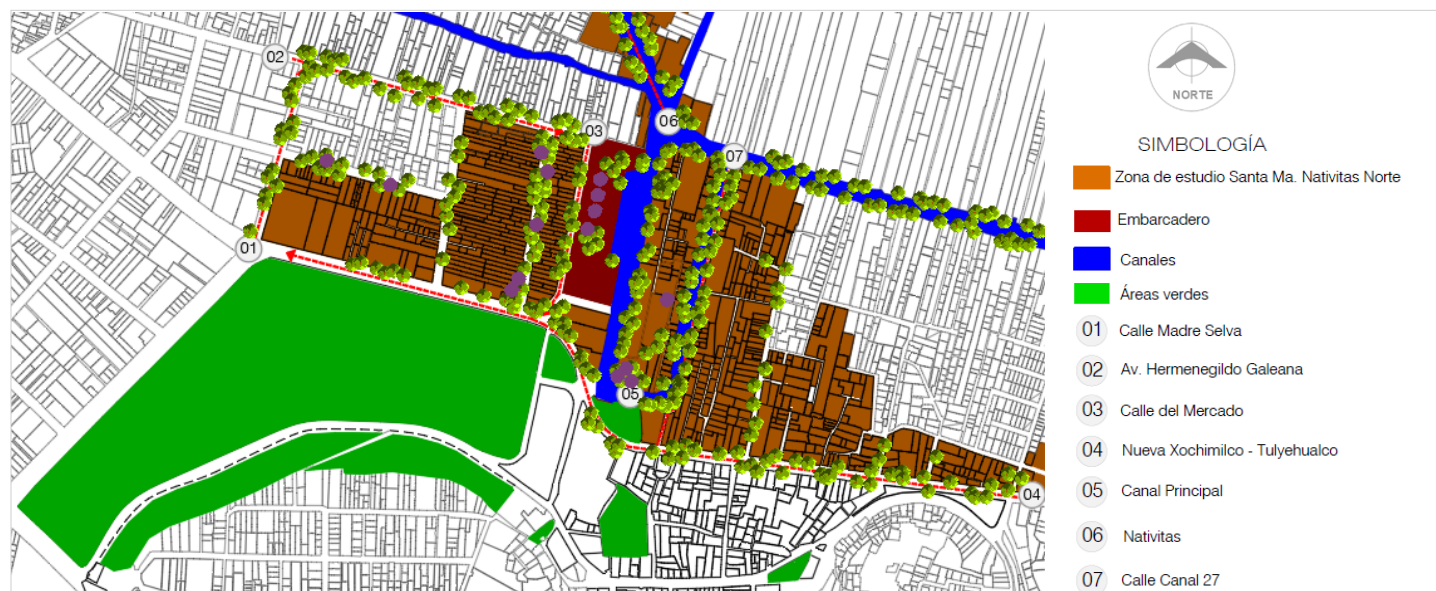 02
03
06
07
01
05
04
NORTE
SIMBOLOGÍA
Zona de estudio Santa Ma. Nativitas Norte
Embarcadero
Canales
Áreas verdes
01 Calle Madre Selva
02 Av. Hermenegildo Galeana
03 Calle del Mercado
04 Nueva Xochimilco - Tulyehualco
05 Canal Principal
06 Nativitas
07 Calle Canal 27